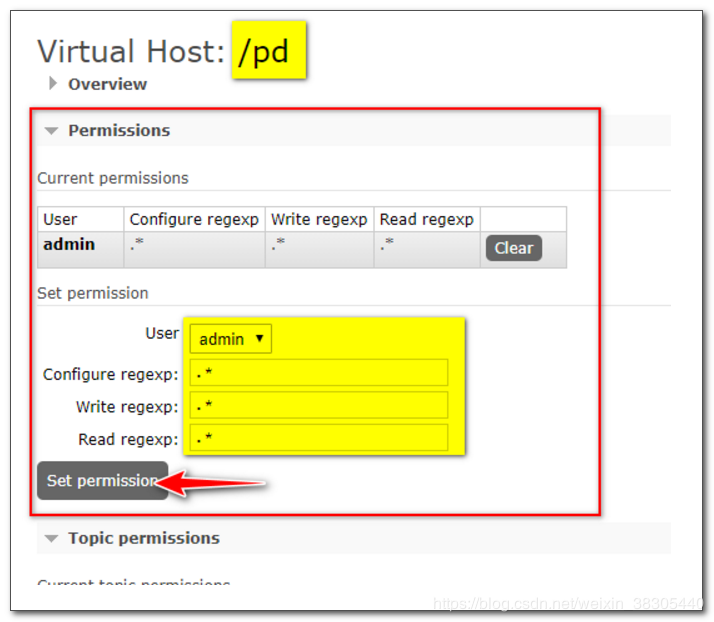 Virtual Host: /pd
Overview
Permissions
Current permissions
User Configure regexp Write regexp Read regexp
admin .* .* .* Clear
Set permission
User admin
Configure regexp: .*
Write regexp: .*
Read regexp: .*
Set permission
Topic permissions
Current topic permissions
https://blog.csdn.net/weixin_38305440